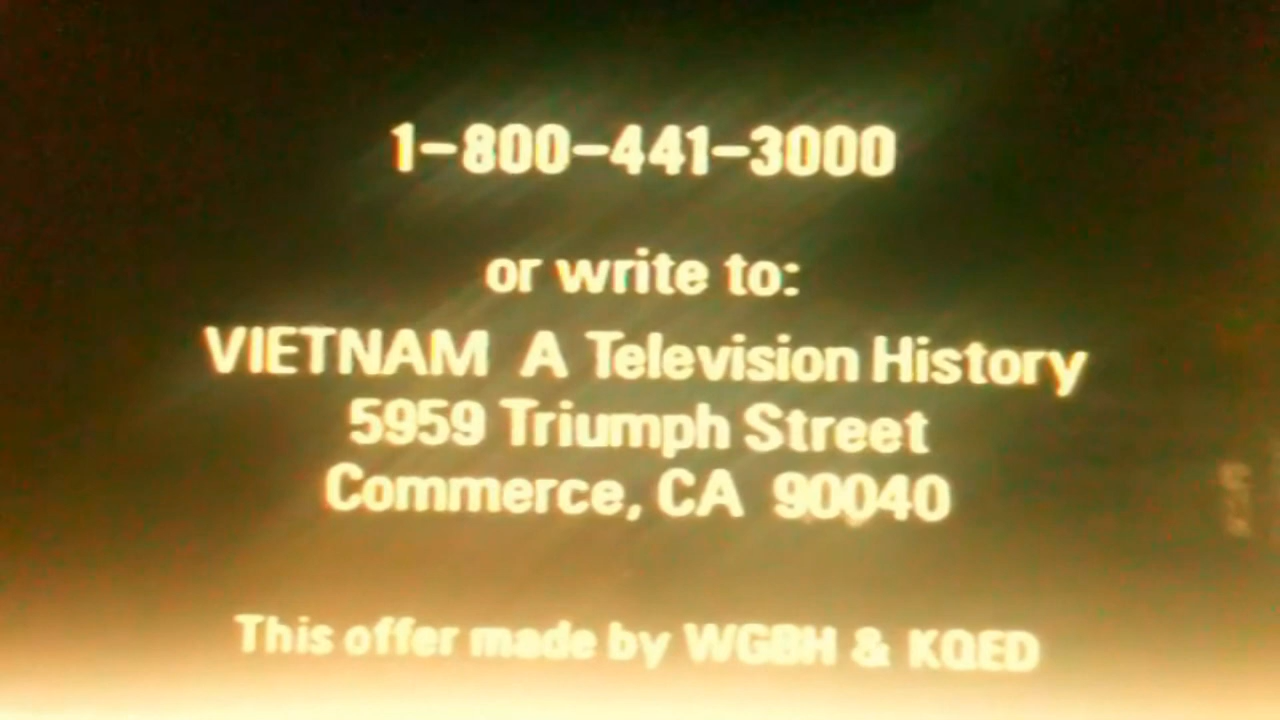 1-800-441-3000
or write to:
VIETNAM A Television History
5959 Triumph Street
Commerce, CA 90040
This offer made by WGBH & KQED